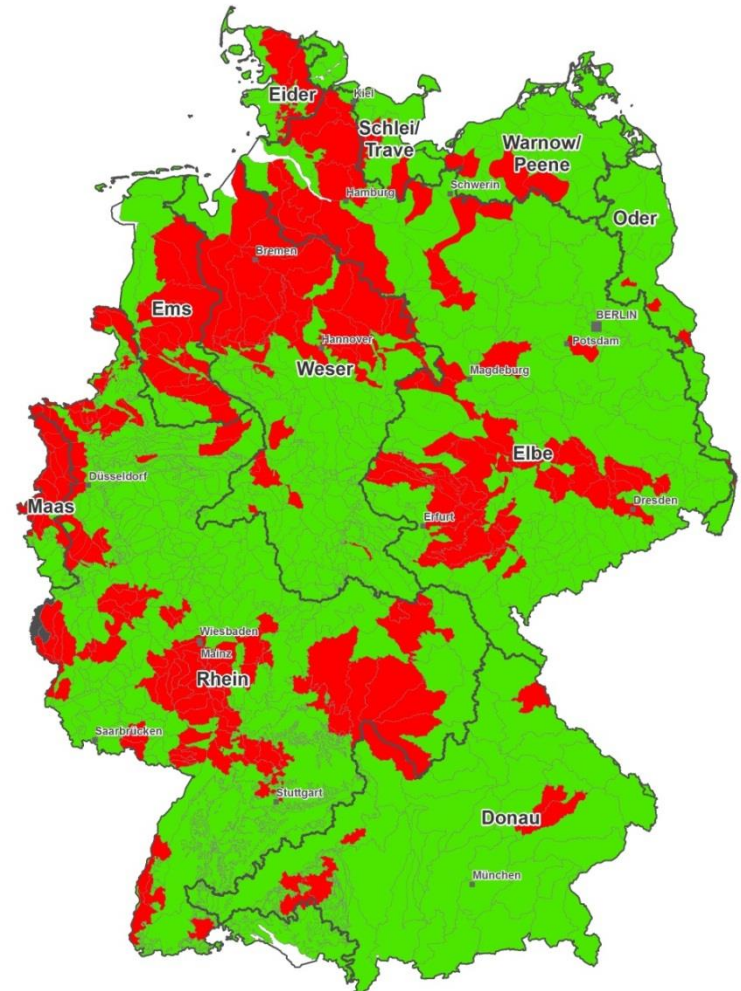 Eider
Kiel
Schlei/
Trave
Warnow/
Peene
Schwerin
Hamburg
Oder
Bremen
Ems
BERLIN
Hannover
Potsdam
Weser
Magdeburg
Elbe
Düsseldorf
Maas
Dresden
Erfurt
Wiesbaden
Mainz
Rhein
Saarbrücken
Stuttgart
Donau
München